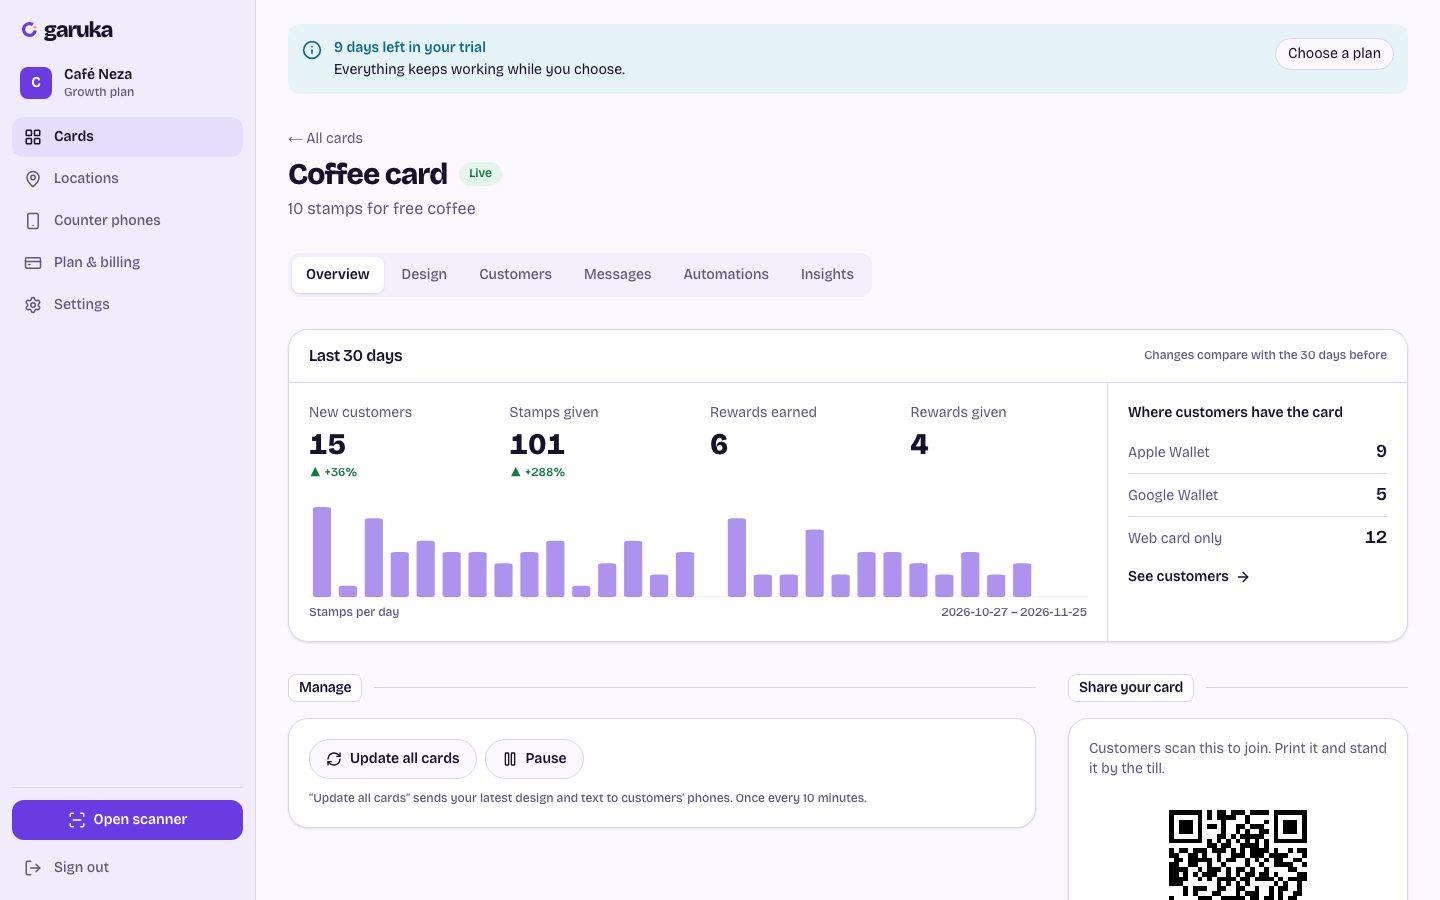 garuka
C
Café Neza
Growth plan
Cards
Locations
Counter phones
Plan & billing
Settings
Open scanner
Sign out
9 days left in your trial
Everything keeps working while you choose.
Choose a plan
← All cards
Coffee card
Live
10 stamps for free coffee
Overview
Design
Customers
Messages
Automations
Insights
Last 30 days
Changes compare with the 30 days before
New customers
15
▲ +36%
Stamps given
101
▲ +288%
Rewards earned
6
Rewards given
4
Stamps per day
2026-10-27 – 2026-11-25
Where customers have the card
Apple Wallet
9
Google Wallet
5
Web card only
12
See customers →
Manage
Update all cards
Pause
“Update all cards” sends your latest design and text to customers’ phones. Once every 10 minutes.
Share your card
Customers scan this to join. Print it and stand
it by the till.